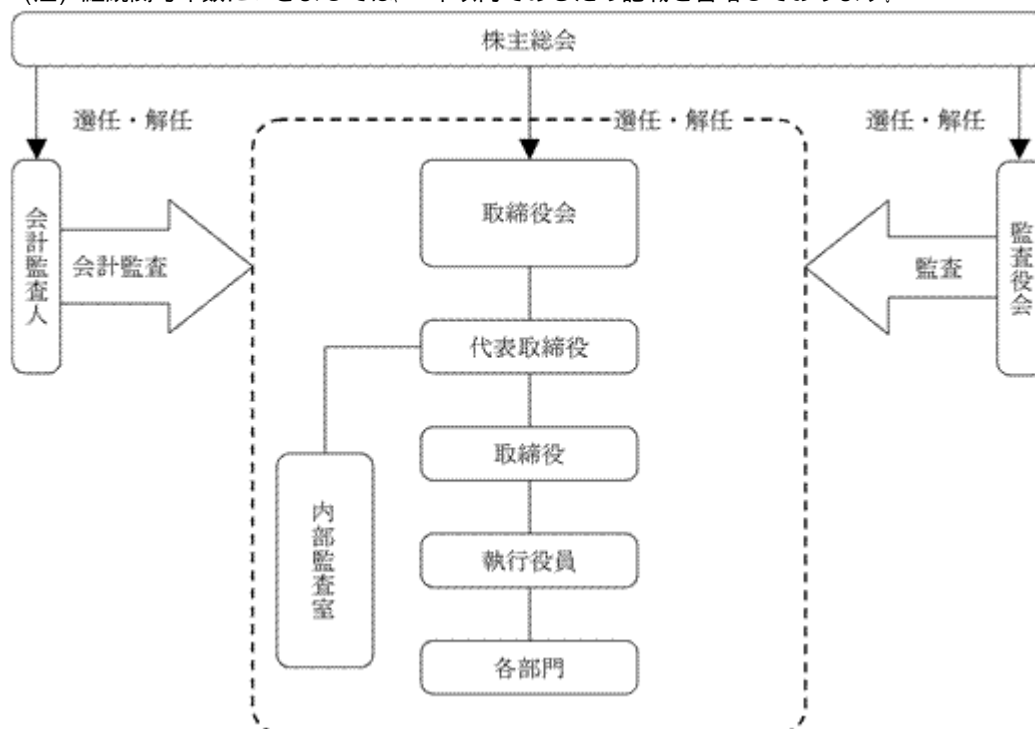 株主総会
選任・解任
選任・解任
選任・解任
会計監査人
会計監査
取締役会
監査
監査役会
代表取締役
取締役
内部監査室
執行役員
各部門